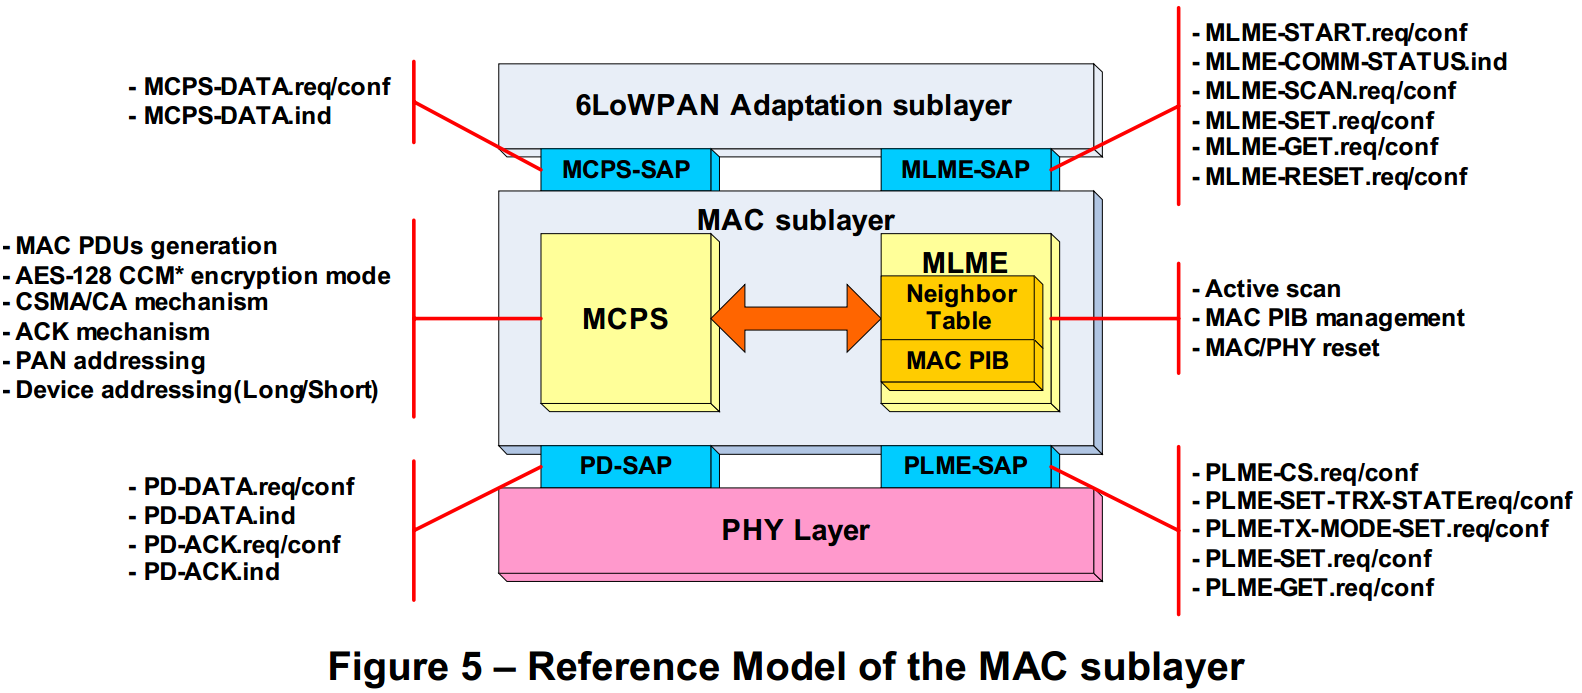 - MCPS-DATA.req/conf
- MCPS-DATA.ind
6LoWPAN Adaptation sublayer
- MLME-START.req/conf
- MLME-COMM-STATUS.ind
- MLME-SCAN.req/conf
- MLME-SET.req/conf
- MLME-GET.req/conf
- MLME-RESET.req/conf
MCPS-SAP
MLME-SAP
MAC sublayer
- MAC PDUs generation
- AES-128 CCM* encryption mode
- CSMA/CA mechanism
- ACK mechanism
- PAN addressing
- Device addressing(Long/Short)
MCPS
MLME
Neighbor
Table
MAC PIB
- Active scan
- MAC PIB management
- MAC/PHY reset
PD-SAP
PLME-SAP
- PD-DATA.req/conf
- PD-DATA.ind
- PD-ACK.req/conf
- PD-ACK.ind
PHY Layer
- PLME-CS.req/conf
- PLME-SET-TRX-STATE.req/conf
- PLME-TX-MODE-SET.req/conf
- PLME-SET.req/conf
- PLME-GET.req/conf
Figure 5 – Reference Model of the MAC sublayer